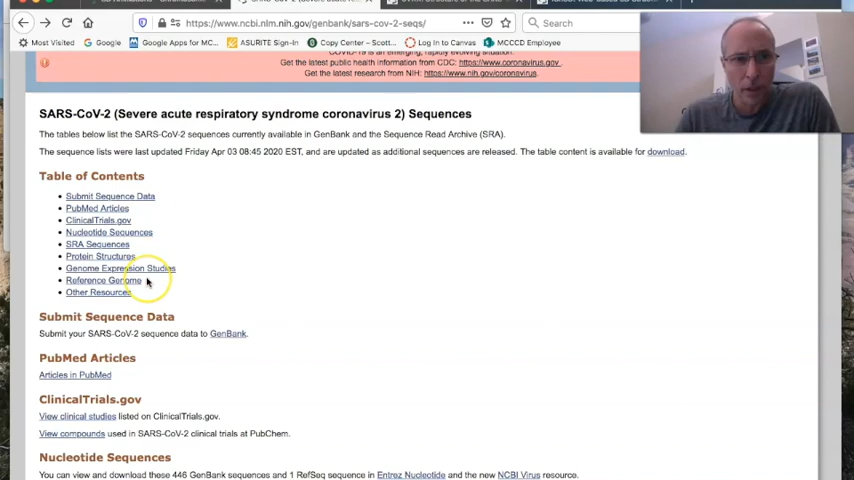 https://www.ncbi.nlm.nih.gov/genbank/sars-cov-2-seqs/
Search
Most Visited
Google
Google Apps for MC...
ASURITE Sign-In
Copy Center – Scott...
Log In to Canvas
MCCCD Employee
COVID-19 is an emerging, rapidly evolving situation.
Get the latest public health information from CDC: https://www.coronavirus.gov .
Get the latest research from NIH: https://www.nih.gov/coronavirus.
SARS-CoV-2 (Severe acute respiratory syndrome coronavirus 2) Sequences
The tables below list the SARS-CoV-2 sequences currently available in GenBank and the Sequence Read Archive (SRA).
The sequence lists were last updated Friday Apr 03 08:45 2020 EST, and are updated as additional sequences are released. The table content is available for download.
Table of Contents
• Submit Sequence Data
• PubMed Articles
• ClinicalTrials.gov
• Nucleotide Sequences
• SRA Sequences
• Protein Structures
• Genome Expression Studies
• Reference Genome
• Other Resources
Submit Sequence Data
Submit your SARS-CoV-2 sequence data to GenBank.
PubMed Articles
Articles in PubMed
ClinicalTrials.gov
View clinical studies listed on ClinicalTrials.gov.
View compounds used in SARS-CoV-2 clinical trials at PubChem.
Nucleotide Sequences
You can view and download these 446 GenBank sequences and 1 RefSeq sequence in Entrez Nucleotide and the new NCBI Virus resource.